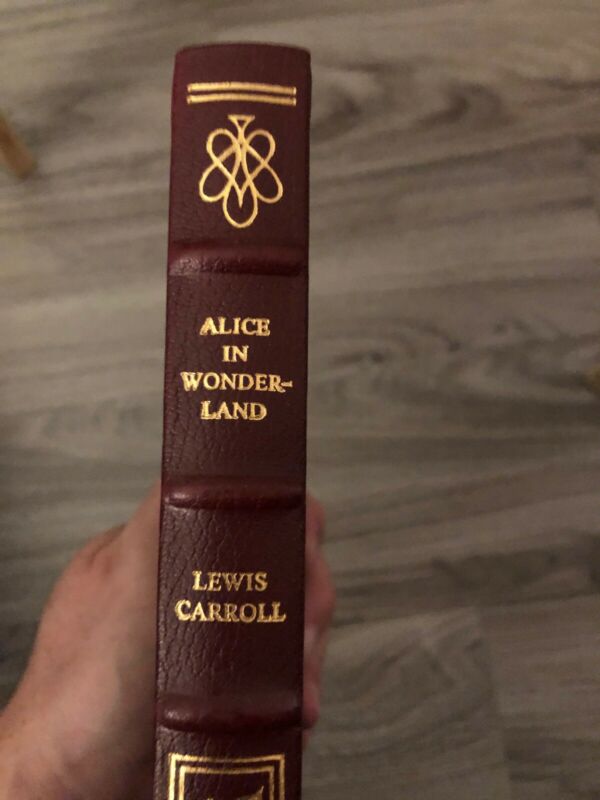 ALICE
IN
WONDER-
LAND
LEWIS
CARROLL